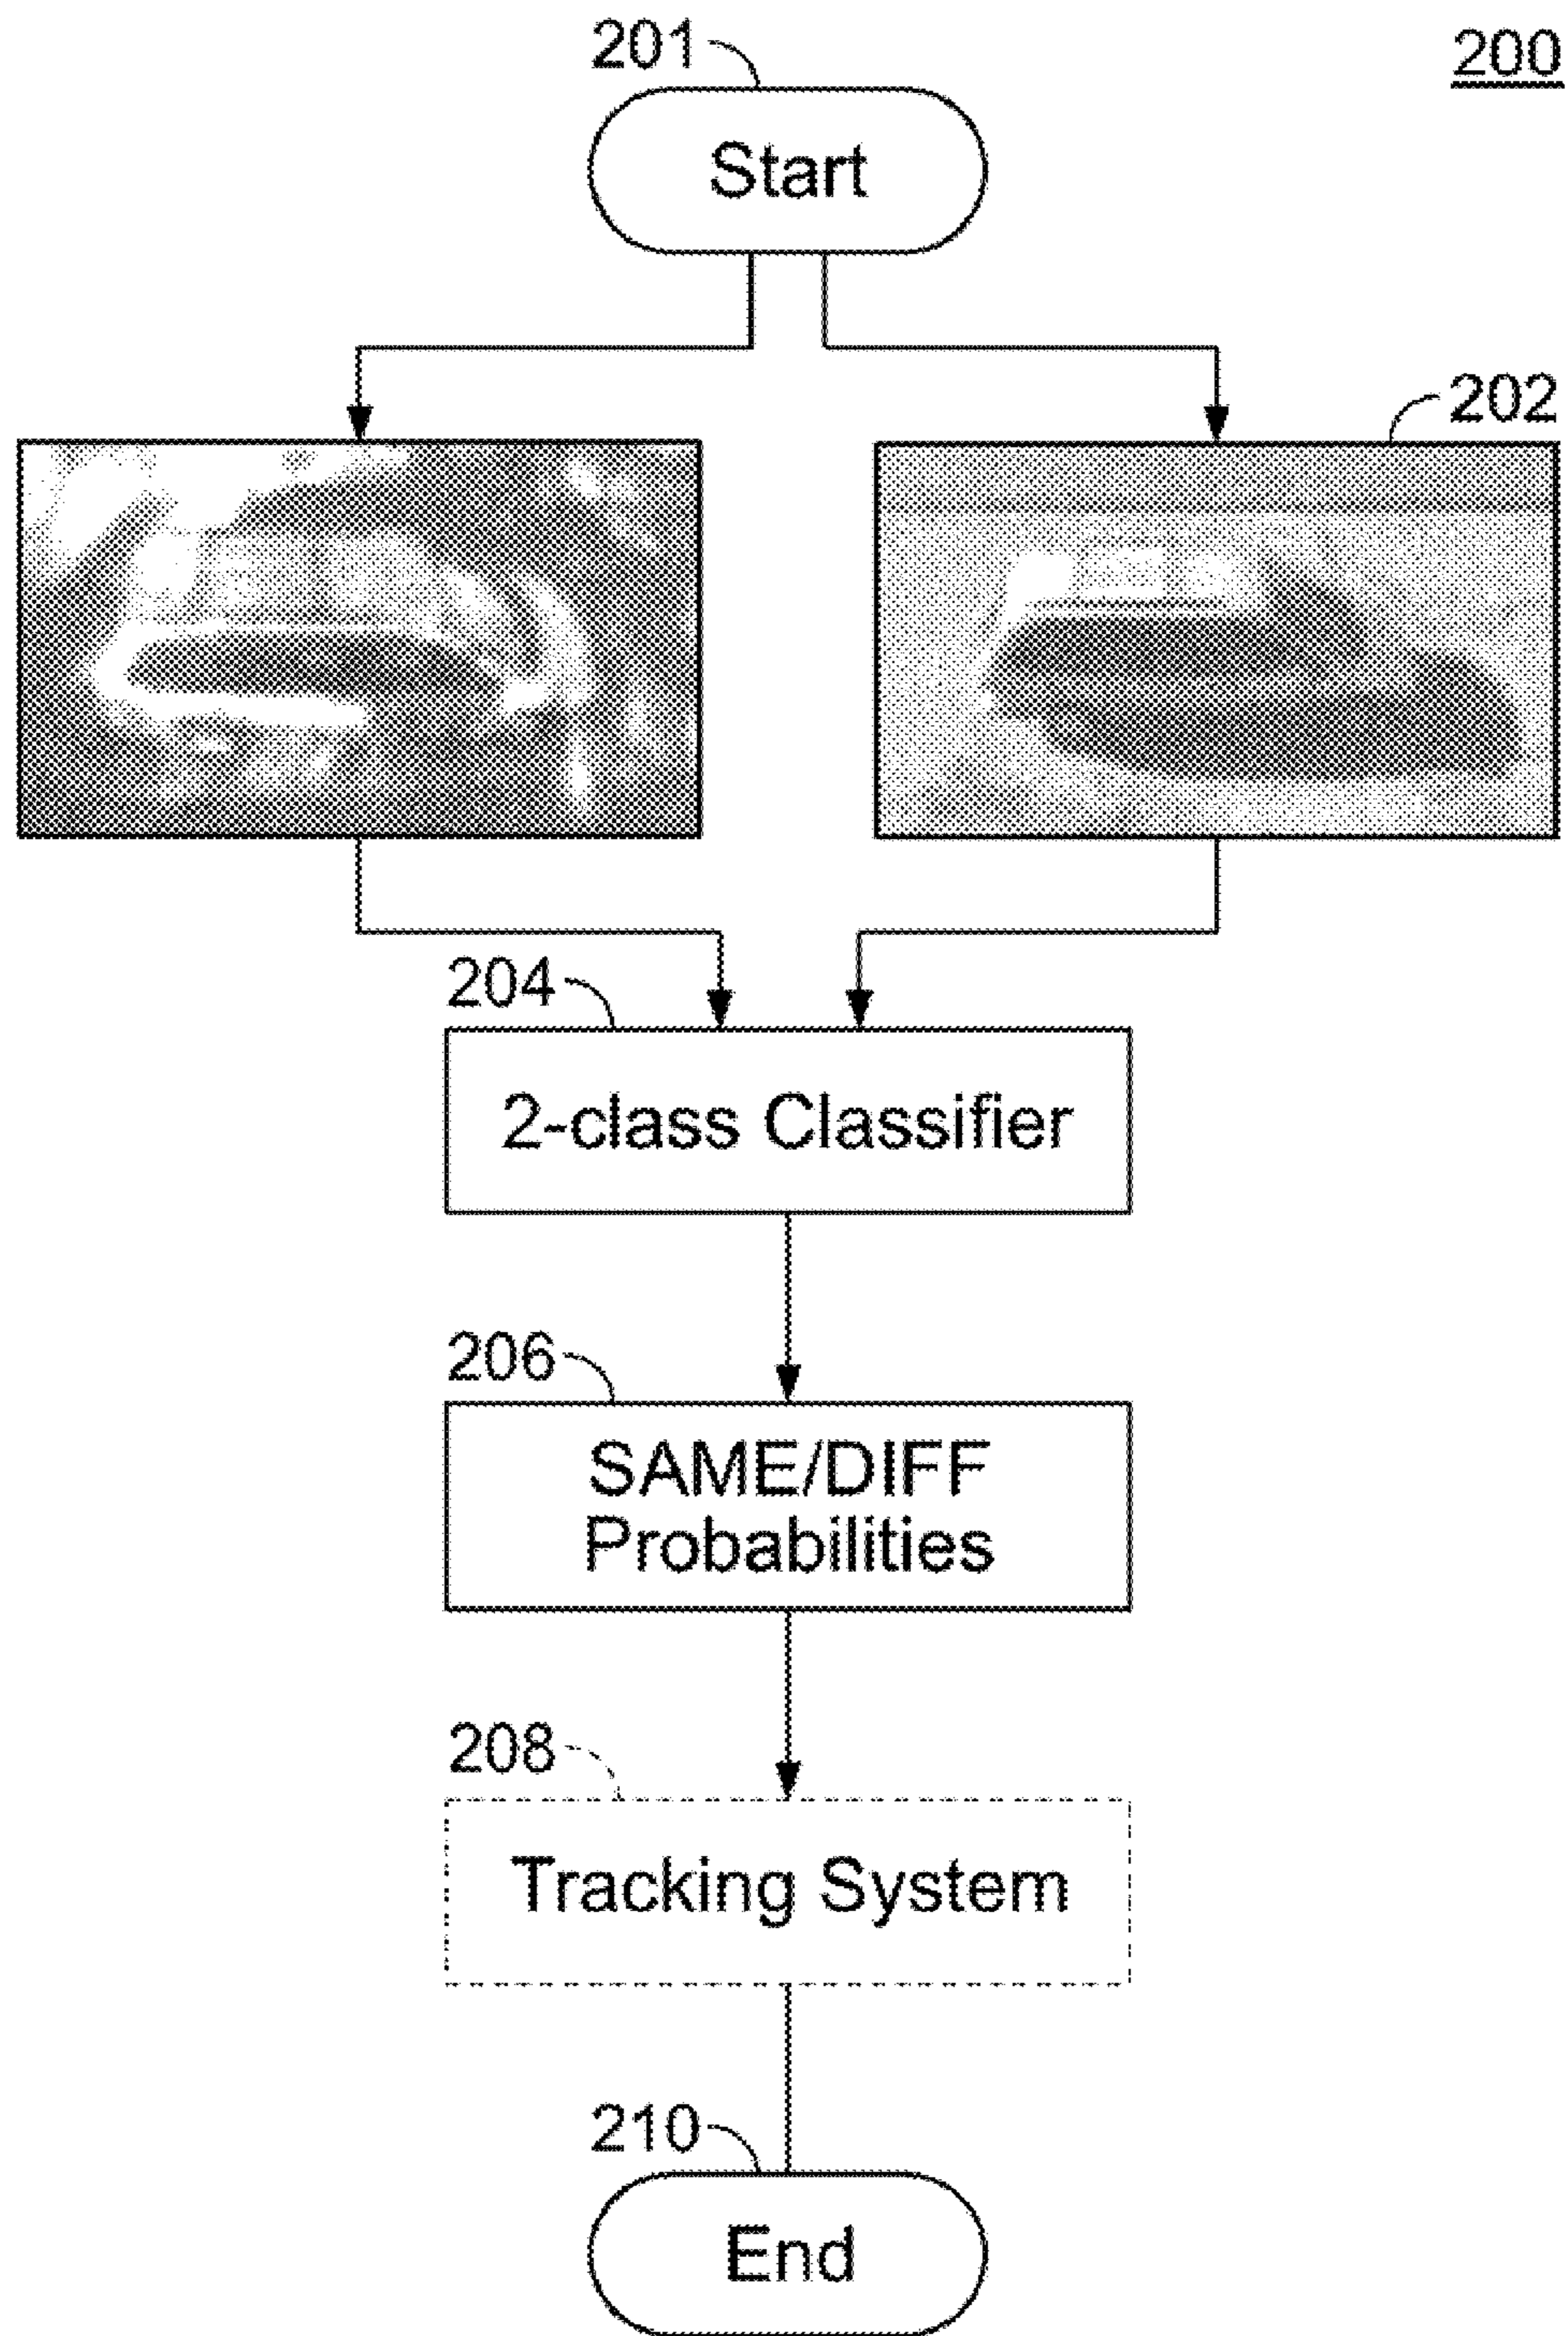 201
200
Start
202
204
2-class Classifier
206
SAME/DIFF
Probabilities
208
Tracking System
210
End